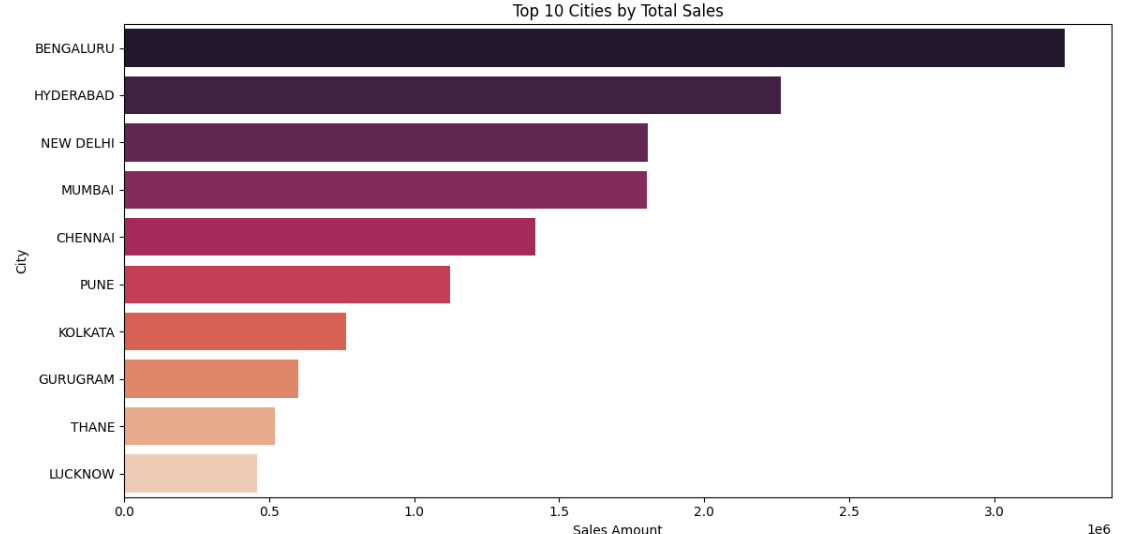 Top 10 Cities by Total Sales
City
BENGALURU
HYDERABAD
NEW DELHI
MUMBAI
CHENNAI
PUNE
KOLKATA
GURUGRAM
THANE
LUCKNOW
0.0 0.5 1.0 1.5 2.0 2.5 3.0
Sales Amount
1e6